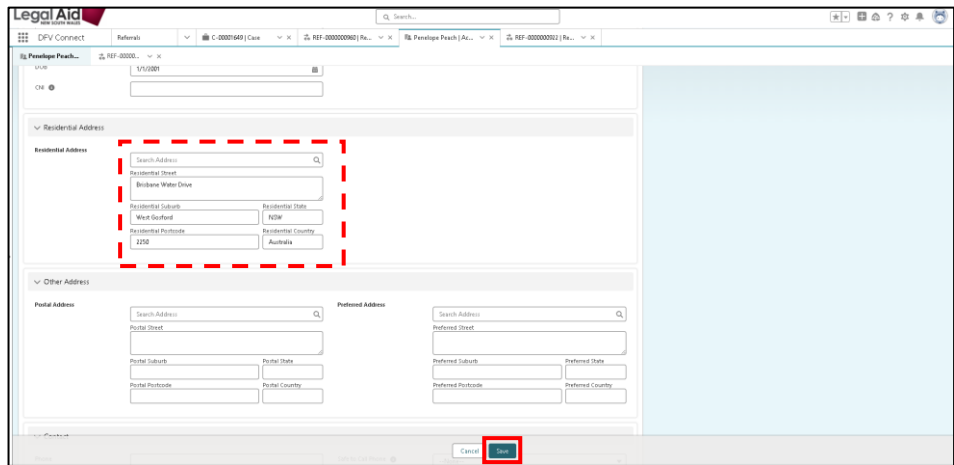 Legal Aid
NEW SOUTH WALES
Search...
DFV Connect
Referrals
C-00001649 | Case
REF-0000000960 | Re...
Penelope Peach | Ac...
REF-0000000922 | Re...
Penelope Peach...
REF-00000...
DOB
1/1/2001
CNI
Residential Address
Residential Address
Search Address
Residential Street
Brisbane Water Drive
Residential Suburb Residential State
West Gosford NSW
Residential Postcode Residential Country
2250 Australia
Other Address
Postal Address Preferred Address
Search Address Search Address
Postal Street Preferred Street
Postal Suburb Postal State Preferred Suburb Preferred State
Postal Postcode Postal Country Preferred Postcode Preferred Country
Contact
Cancel Save